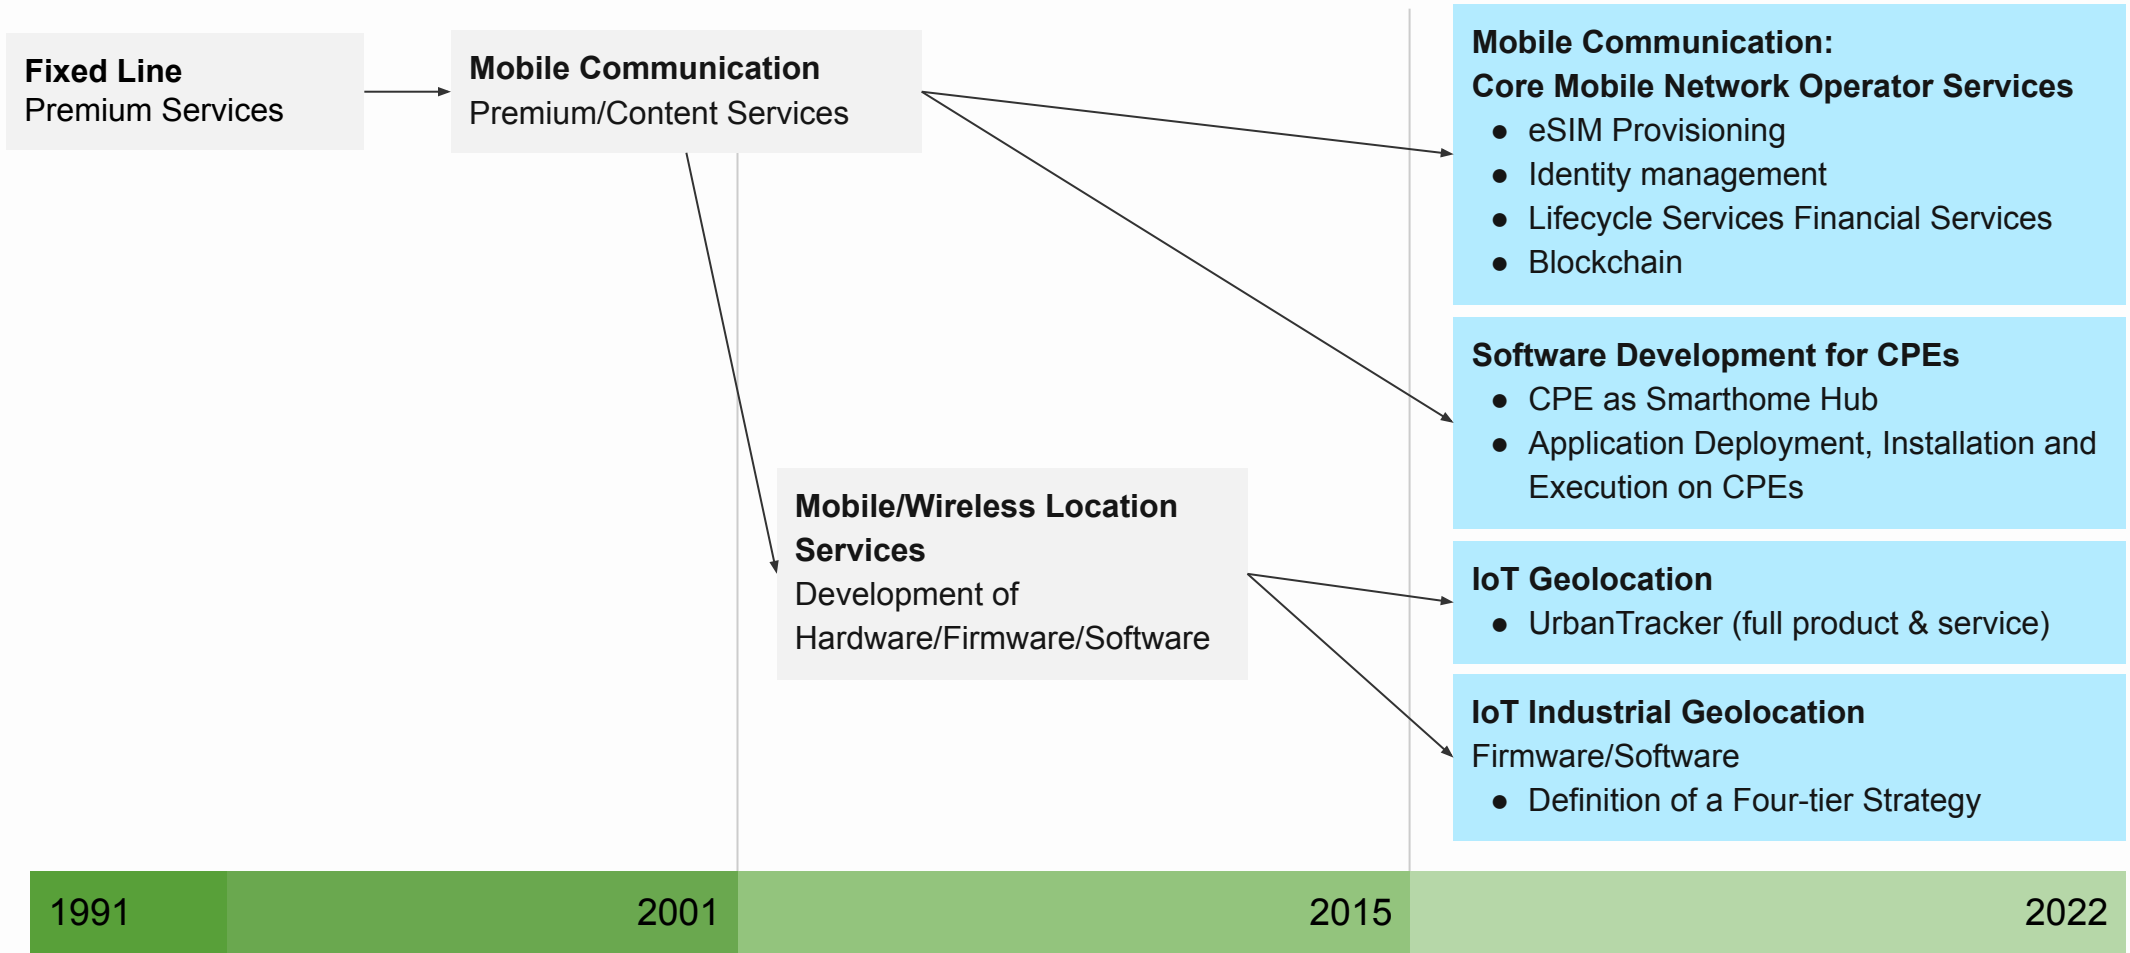 Fixed Line
Premium Services
Mobile Communication
Premium/Content Services
Mobile/Wireless Location
Services
Development of
Hardware/Firmware/Software
Mobile Communication:
Core Mobile Network Operator Services
● eSIM Provisioning
● Identity management
● Lifecycle Services Financial Services
● Blockchain
Software Development for CPEs
● CPE as Smarthome Hub
● Application Deployment, Installation and
Execution on CPEs
IoT Geolocation
● UrbanTracker (full product & service)
IoT Industrial Geolocation
Firmware/Software
● Definition of a Four-tier Strategy
1991
2001
2015
2022